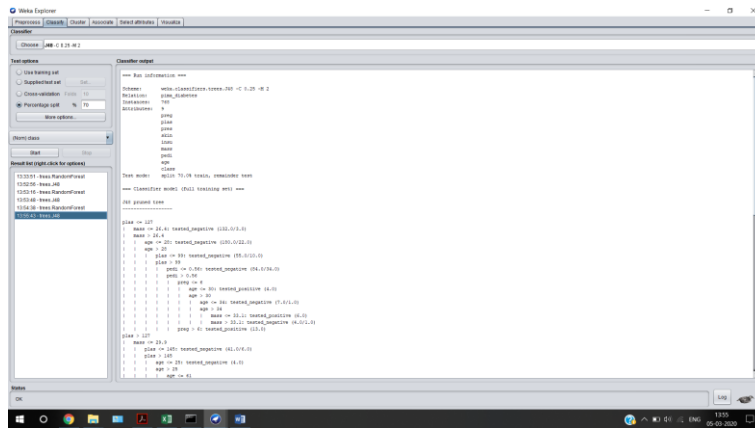 Weka Explorer
Preprocess Classify Cluster Associate Select attributes Visualize
Classifier
Choose J48 -C 0.25 -M 2
Test options
Use training set
Supplied test set Set...
Cross-validation Folds 10
Percentage split % 70
More options...
(Nom) class
Start Stop
Result list (right-click for options)
13:33:51 - trees.RandomForest
13:52:56 - trees.J48
13:53:16 - trees.RandomForest
13:53:48 - trees.J48
13:54:38 - trees.RandomForest
13:55:43 - trees.J48
Classifier output
=== Run information ===
Scheme: weka.classifiers.trees.J48 -C 0.25 -M 2
Relation: pima_diabetes
Instances: 768
Attributes: 9
preg
plas
pres
skin
insu
mass
pedi
age
class
Test mode: split 70.0% train, remainder test
=== Classifier model (full training set) ===
J48 pruned tree
------------------
plas <= 127
| mass <= 26.4: tested_negative (132.0/3.0)
| mass > 26.4
| | age <= 28: tested_negative (180.0/22.0)
| | age > 28
| | | plas <= 99: tested_negative (55.0/10.0)
| | | plas > 99
| | | | pedi <= 0.56: tested_negative (84.0/34.0)
| | | | pedi > 0.56
| | | | | preg <= 6
| | | | | | age <= 30: tested_positive (4.0)
| | | | | | age > 30
| | | | | | | age <= 34: tested_negative (7.0/1.0)
| | | | | | | age > 34
| | | | | | | | mass <= 33.1: tested_positive (6.0)
| | | | | | | | mass > 33.1: tested_negative (4.0/1.0)
| | | | | preg > 6: tested_positive (13.0)
plas > 127
| mass <= 29.9
| | plas <= 145: tested_negative (41.0/6.0)
| | plas > 145
| | | age <= 25: tested_negative (4.0)
| | | age > 25
| | | | age <= 61
Status
OK
Log
ENG
13:55
05-03-2020